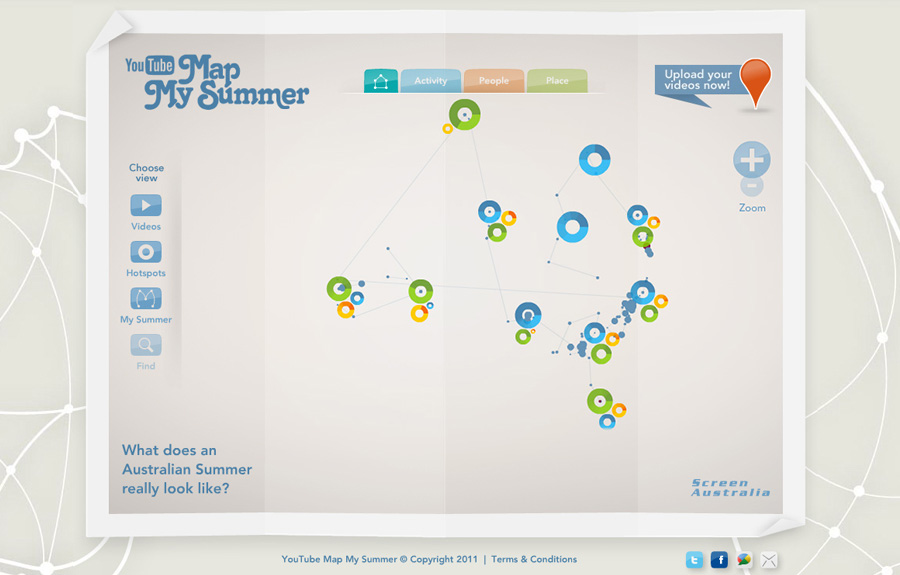 YouTube Map
My Summer
Activity
People
Place
Upload your
videos now!
Choose
view
Videos
Hotspots
My Summer
Find
Zoom
What does an
Australian Summer
really look like?
Screen
Australia
YouTube Map My Summer © Copyright 2011 | Terms & Conditions